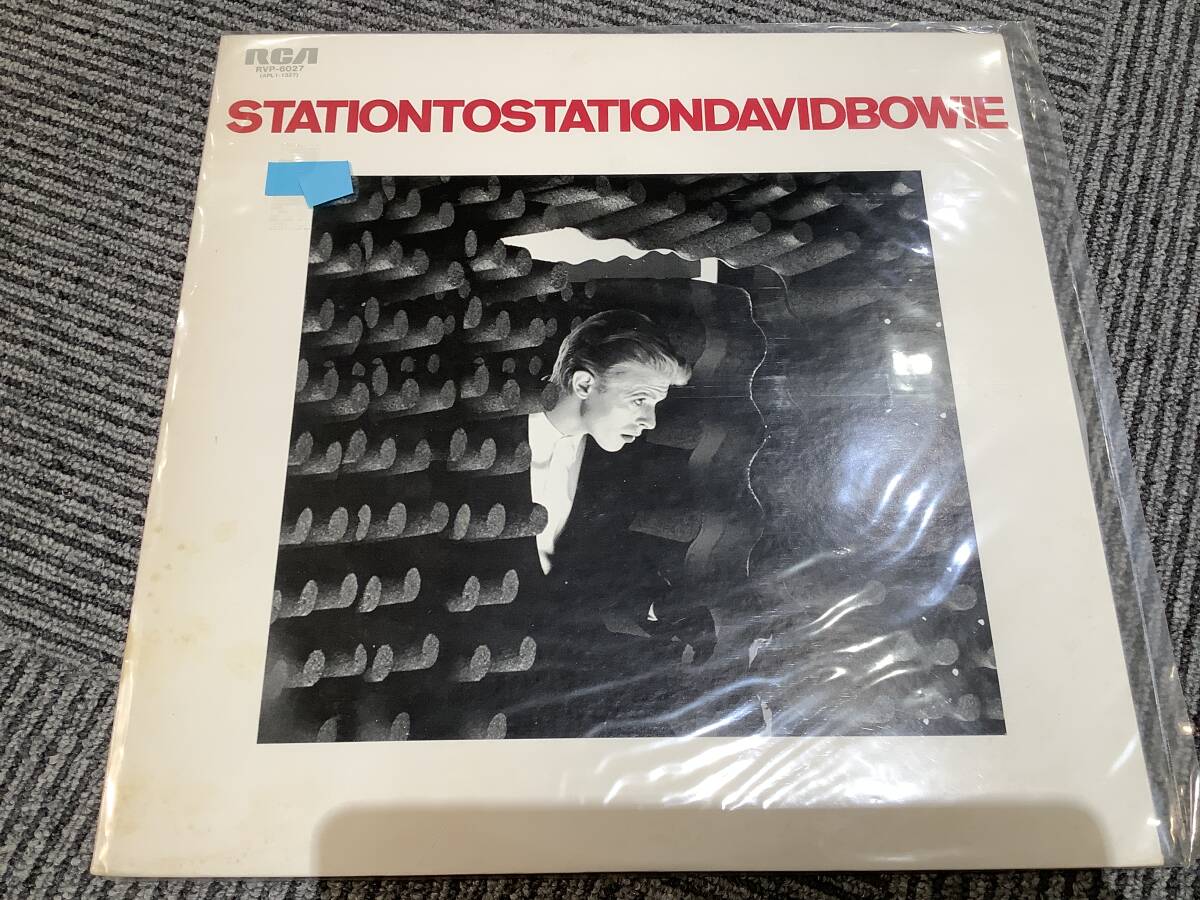 RCA
RVP-6027
(APL1-1327)
STATIONTOSTATIONDAVIDBOWIE